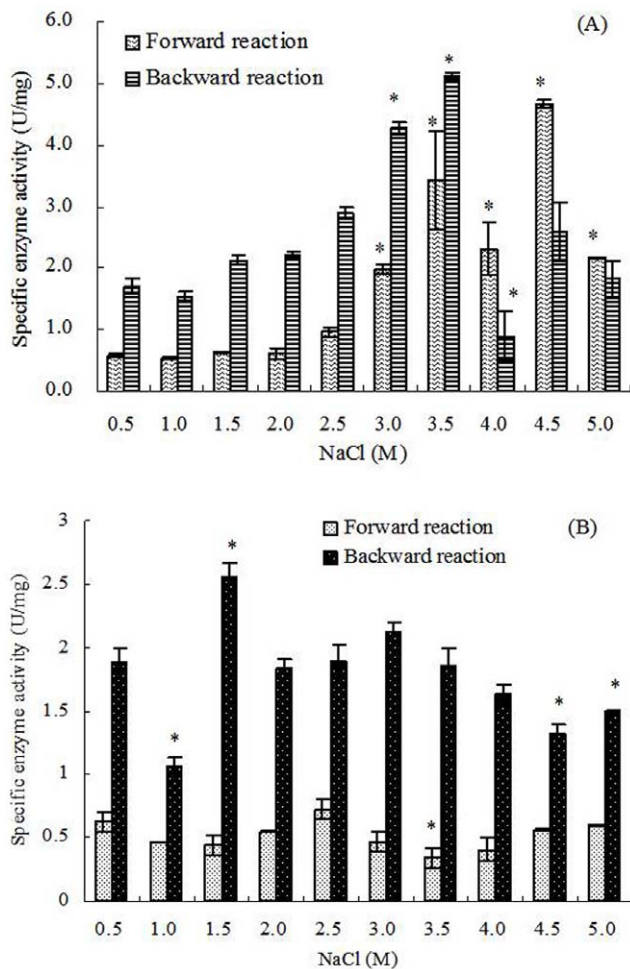 (A)
Forward reaction
Backward reaction
Specific enzyme activity (U/mg)
6.0
5.0
4.0
3.0
2.0
1.0
0.0
* * * * * * * *
0.5 1.0 1.5 2.0 2.5 3.0 3.5 4.0 4.5 5.0
NaCl (M)
(B)
Forward reaction
Backward reaction
Specific enzyme activity (U/mg)
3
2.5
2
1.5
1
0.5
0
* * * * *
0.5 1.0 1.5 2.0 2.5 3.0 3.5 4.0 4.5 5.0
NaCl (M)